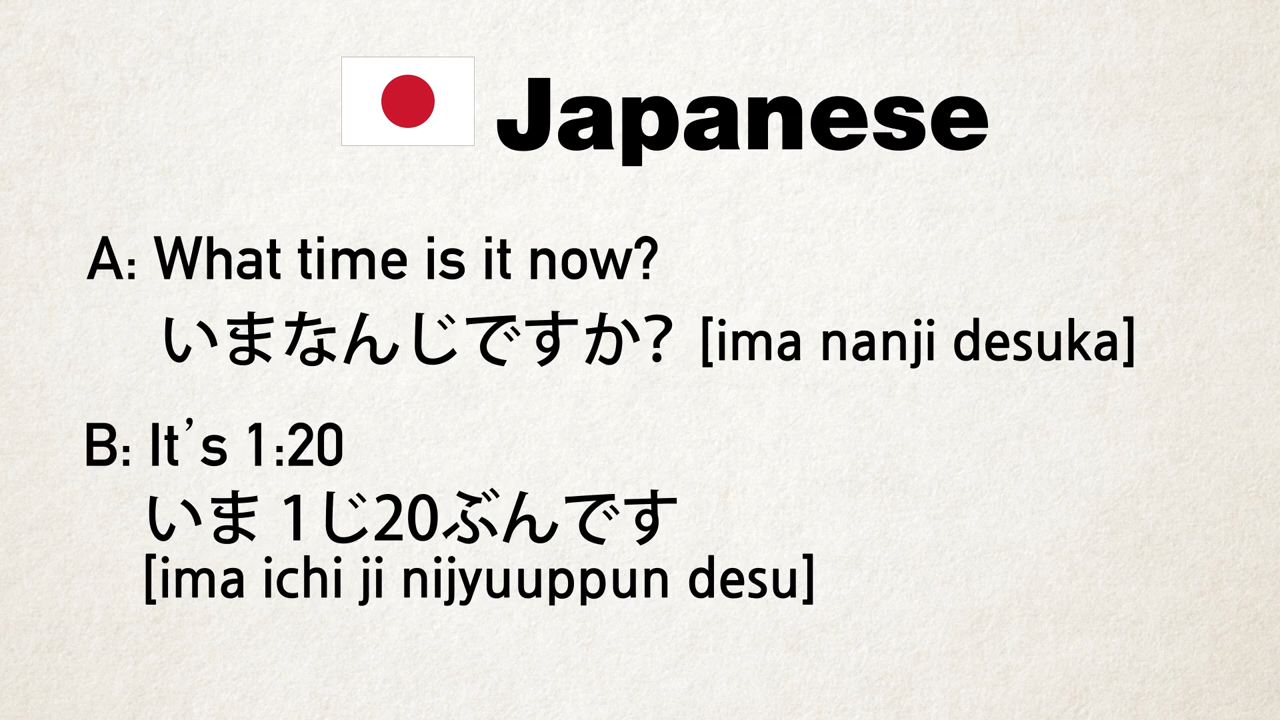 Japanese
A: What time is it now?
いまなんじですか? [ima nanji desuka]
B: It's 1:20
いま 1じ20ぶんです
[ima ichi ji nijyuuppun desu]